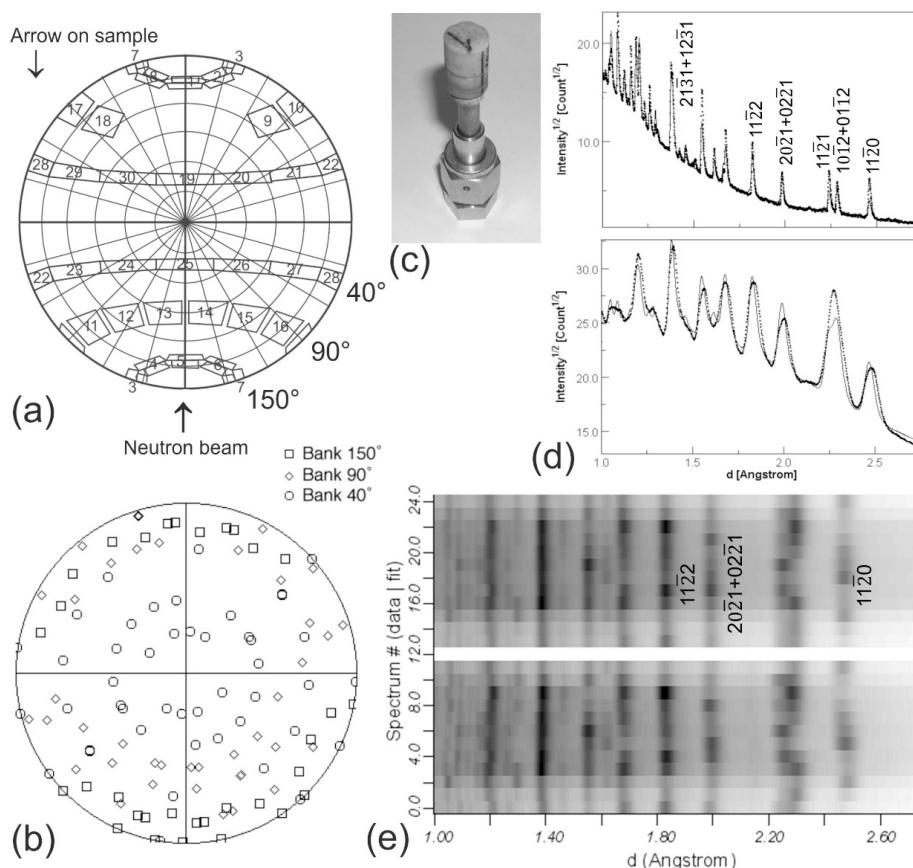 Arrow on sample
7 3
17 18 9 10
28 29 30 19 20 21 22
22 23 24 25 26 27 28
40°
11 12 13 14 15 16
90°
4 5 6
3 7
150°
(a)
Neutron beam
(c)
Intensity^1/2 [Count^1/2]
20.0
10.0
213̄1+123̄1
112̄2
202̄1+022̄1
112̄1
101̄2+011̄2
112̄0
Intensity^1/2 [Count^1/2]
30.0
25.0
20.0
15.0
1.0 1.5 2.0 2.5
d [Angstrom]
(d)
Bank 150°
Bank 90°
Bank 40°
(b)
Spectrum # (data | fit)
24.0
20.0
16.0
12.0
8.0
4.0
0.0
112̄2
202̄1+022̄1
112̄0
1.00 1.40 1.80 2.20 2.60
d (Angstrom)
(e)